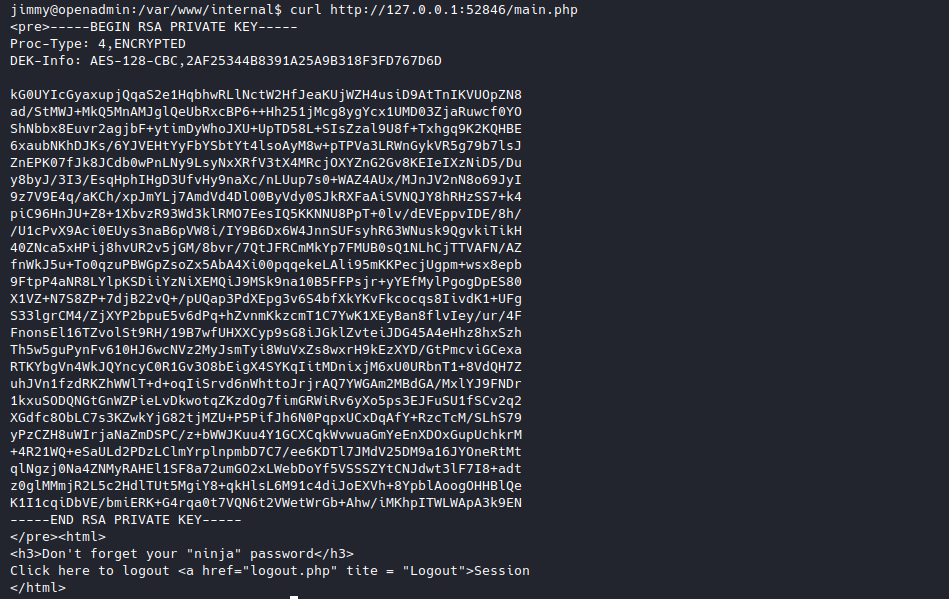 jimmy@openadmin:/var/www/internal$ curl http://127.0.0.1:52846/main.php
<pre>-----BEGIN RSA PRIVATE KEY-----
Proc-Type: 4,ENCRYPTED
DEK-Info: AES-128-CBC,2AF25344B8391A25A9B318F3FD767D6D

kG0UYIcGyaxupjQqaS2e1HqbhwRLlNctW2HfJeaKUjWZH4usiD9AtTnIKVUOpZN8
ad/StMWJ+MkQ5MnAMJglQeUbRxcBP6++Hh251jMcg8ygYcx1UMD03ZjaRuwcf0YO
ShNbbx8Euvr2agjbF+ytimDyWhoJXU+UpTD58L+SIsZzal9U8f+Txhgq9K2KQHBE
6xaubNKhDJKs/6YJVEHtYyFbYSbtYt4lsoAyM8w+pTPVa3LRWnGykVR5g79b7lsJ
ZnEPK07fJk8JCdb0wPnLNy9LsyNxXRfV3tX4MRcjOXYZnG2Gv8KEIeIXzNiD5/Du
y8byJ/3I3/EsqHphIHgD3UfvHy9naXc/nLUup7s0+WAZ4AUx/MJnJV2nN8o69JyI
9z7V9E4q/aKCh/xpJmYLj7AmdVd4DlO0ByVdy0SJkRXFaAiSVNQJY8hRHzSS7+k4
piC96HnJU+Z8+1XbvzR93Wd3klRMO7EesIQ5KKNNU8PpT+0lv/dEVEppvIDE/8h/
/U1cPvX9Aci0EUys3naB6pVW8i/IY9B6Dx6W4JnnSUFsyhR63WNusk9QgvkiTikH
40ZNca5xHPij8hvUR2v5jGM/8bvr/7QtJFRCmMkYp7FMUB0sQ1NLhCjTTVAFN/AZ
fnWkJ5u+To0qzuPBWGpZsoZx5AbA4Xi00pqqekeLAli95mKKPecjUgpm+wsx8epb
9FtpP4aNR8LYlpKSDiiYzNiXEMQiJ9MSk9na10B5FFPsjr+yYEfMylPgogDpES80
X1VZ+N7S8ZP+7djB22vQ+/pUQap3PdXEpg3v6S4bfXkYKvFkcocqs8IivdK1+UFg
S33lgrCM4/ZjXYP2bpuE5v6dPq+hZvnmKkzcmT1C7YwK1XEyBan8flvIey/ur/4F
FnonsEl16TZvolSt9RH/19B7wfUHXXCyp9sG8iJGklZvteiJDG45A4eHhz8hxSzh
Th5w5guPynFv610HJ6wcNVz2MyJsmTyi8WuVxZs8wxrH9kEzXYD/GtPmcviGCexa
RTKYbgVn4WkJQYncyC0R1Gv3O8bEigX4SYKqIitMDnixjM6xU0URbnT1+8VdQH7Z
uhJVn1fzdRKZhWWlT+d+oqIiSrvd6nWhttoJrjrAQ7YWGAm2MBdGA/MxlYJ9FNDr
1kxuSODQNGtGnWZPieLvDkwotqZKzdOg7fimGRWiRv6yXo5ps3EJFuSU1fSCv2q2
XGdfc8ObLC7s3KZwkYjG82tjMZU+P5PifJh6N0PqpxUCxDqAfY+RzcTcM/SLhS79
yPzCZH8uWIrjaNaZmDSPC/z+bWWJKuu4Y1GCXCqkWvwuaGmYeEnXDOxGupUchkrM
+4R21WQ+eSaULd2PDzLClmYrplnpmbD7C7/ee6KDTl7JMdV25DM9a16JYOneRtMt
qlNgzj0Na4ZNMyRAHEl1SF8a72umGO2xLWebDoYf5VSSSZYtCNJdwt3lF7I8+adt
z0glMMmjR2L5c2HdlTUt5MgiY8+qkHlsL6M91c4diJoEXVh+8YpblAoogOHHBlQe
K1I1cqiDbVE/bmiERK+G4rqa0t7VQN6t2VWetWrGb+Ahw/iMKhpITWLWApA3k9EN
-----END RSA PRIVATE KEY-----
</pre><html>
<h3>Don't forget your "ninja" password</h3>
Click here to logout <a href="logout.php" tite = "Logout">Session
</html>